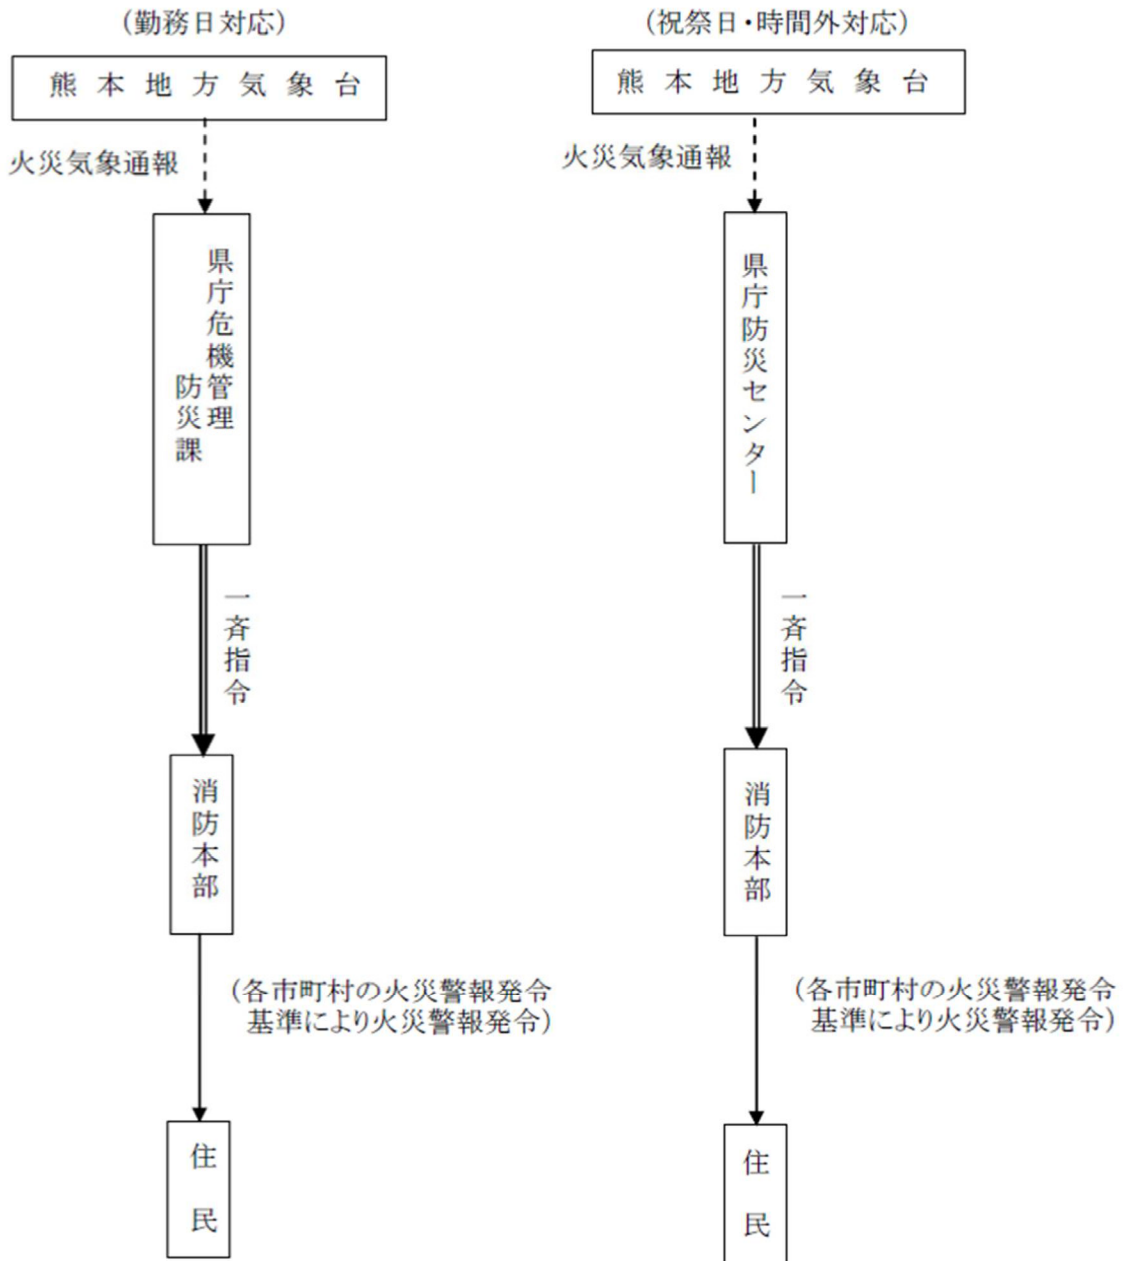 （勤務日対応）
熊本地方気象台
火災気象通報
県庁危機管理
防災課
一斉指令
消防本部
（各市町村の火災警報発令
基準により火災警報発令）
住民
（祝祭日・時間外対応）
熊本地方気象台
火災気象通報
県庁防災センター
一斉指令
消防本部
（各市町村の火災警報発令
基準により火災警報発令）
住民